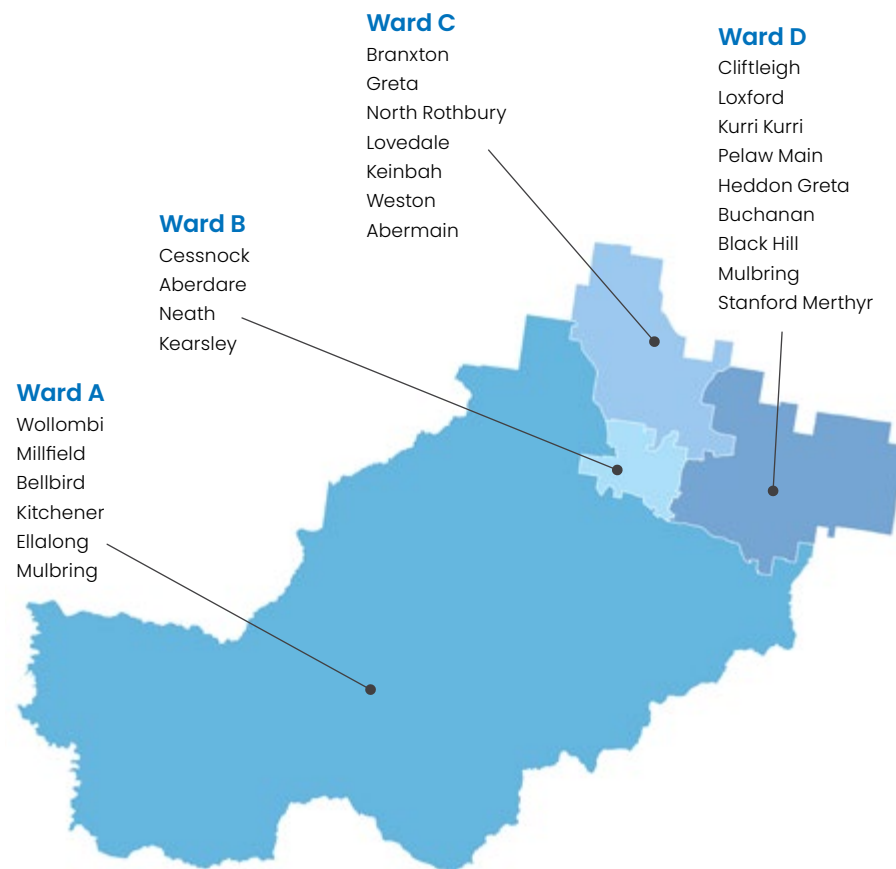 Ward C
Branxton
Greta
North Rothbury
Lovedale
Keinbah
Weston
Abermain
Ward D
Cliftleigh
Loxford
Kurri Kurri
Pelaw Main
Heddon Greta
Buchanan
Black Hill
Mulbring
Stanford Merthyr
Ward B
Cessnock
Aberdare
Neath
Kearsley
Ward A
Wollombi
Millfield
Bellbird
Kitchener
Ellalong
Mulbring